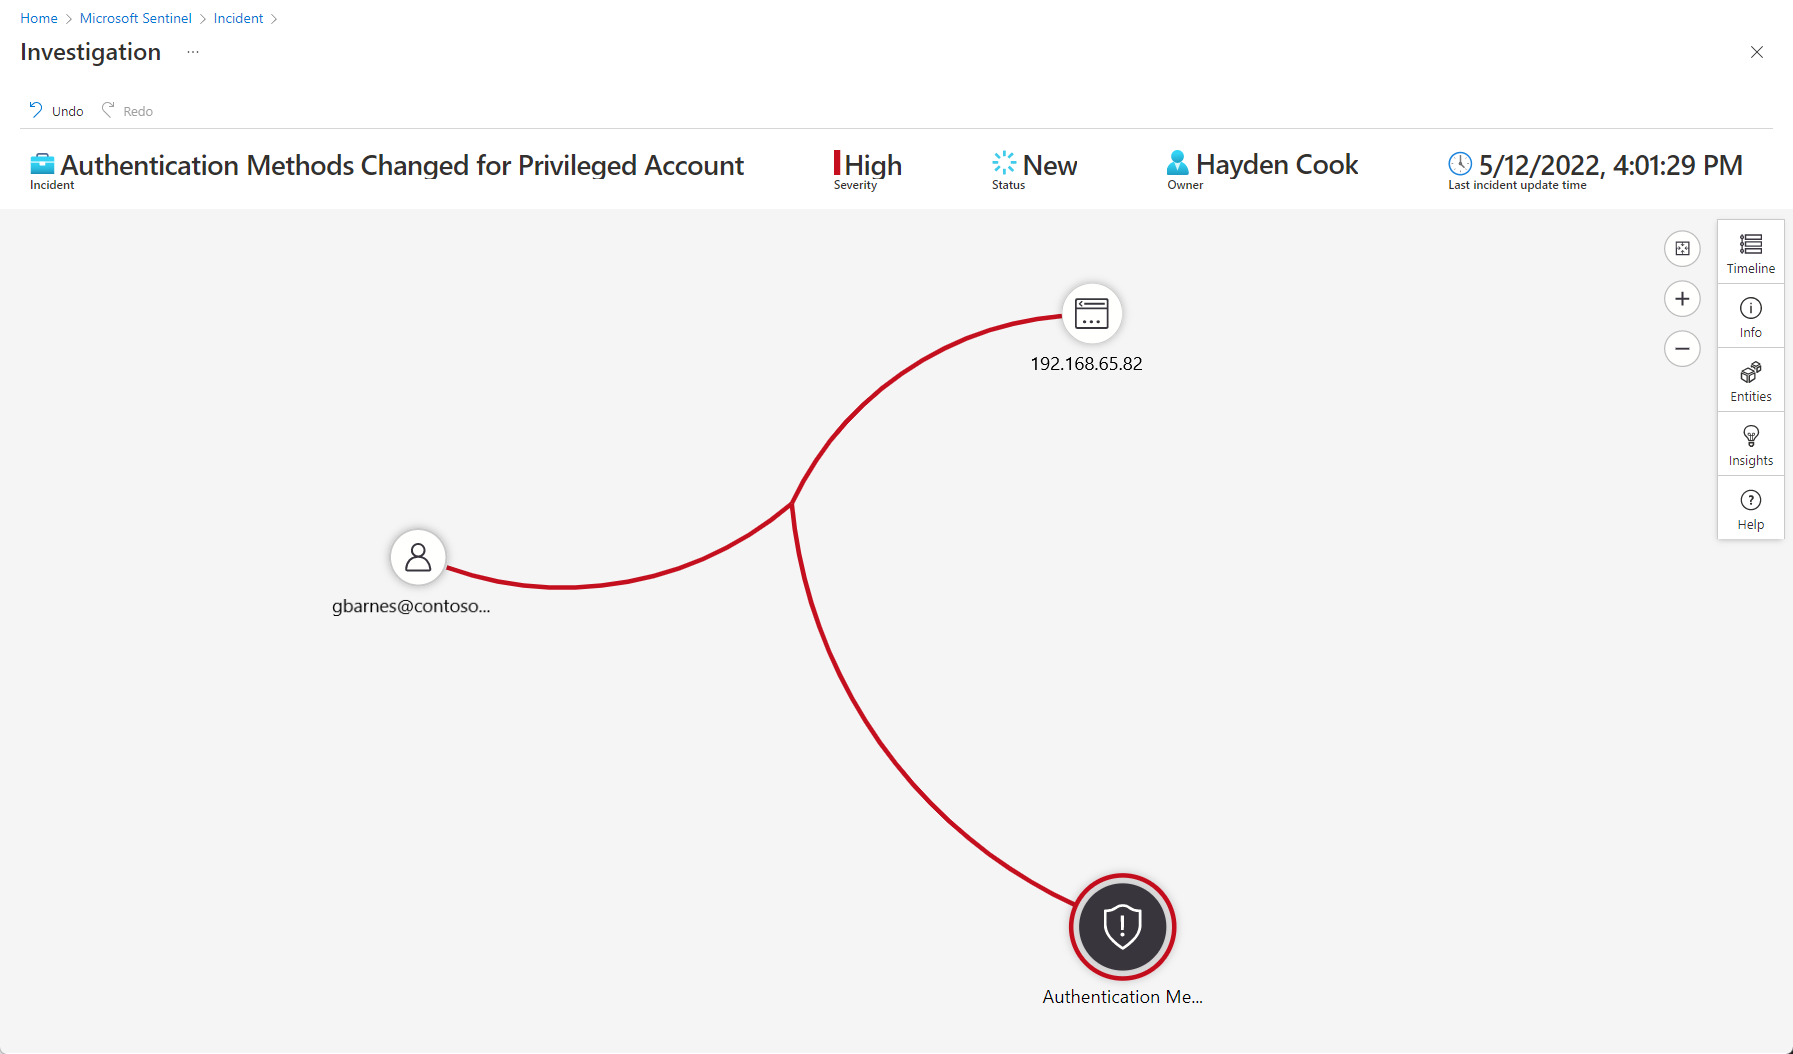 Home > Microsoft Sentinel > Incident >
Investigation ...
Undo Redo
Authentication Methods Changed for Privileged Account
Incident
High
Severity
New
Status
Hayden Cook
Owner
5/12/2022, 4:01:29 PM
Last incident update time
Timeline
Info
Entities
Insights
Help
192.168.65.82
gbarnes@contoso...
Authentication Me...